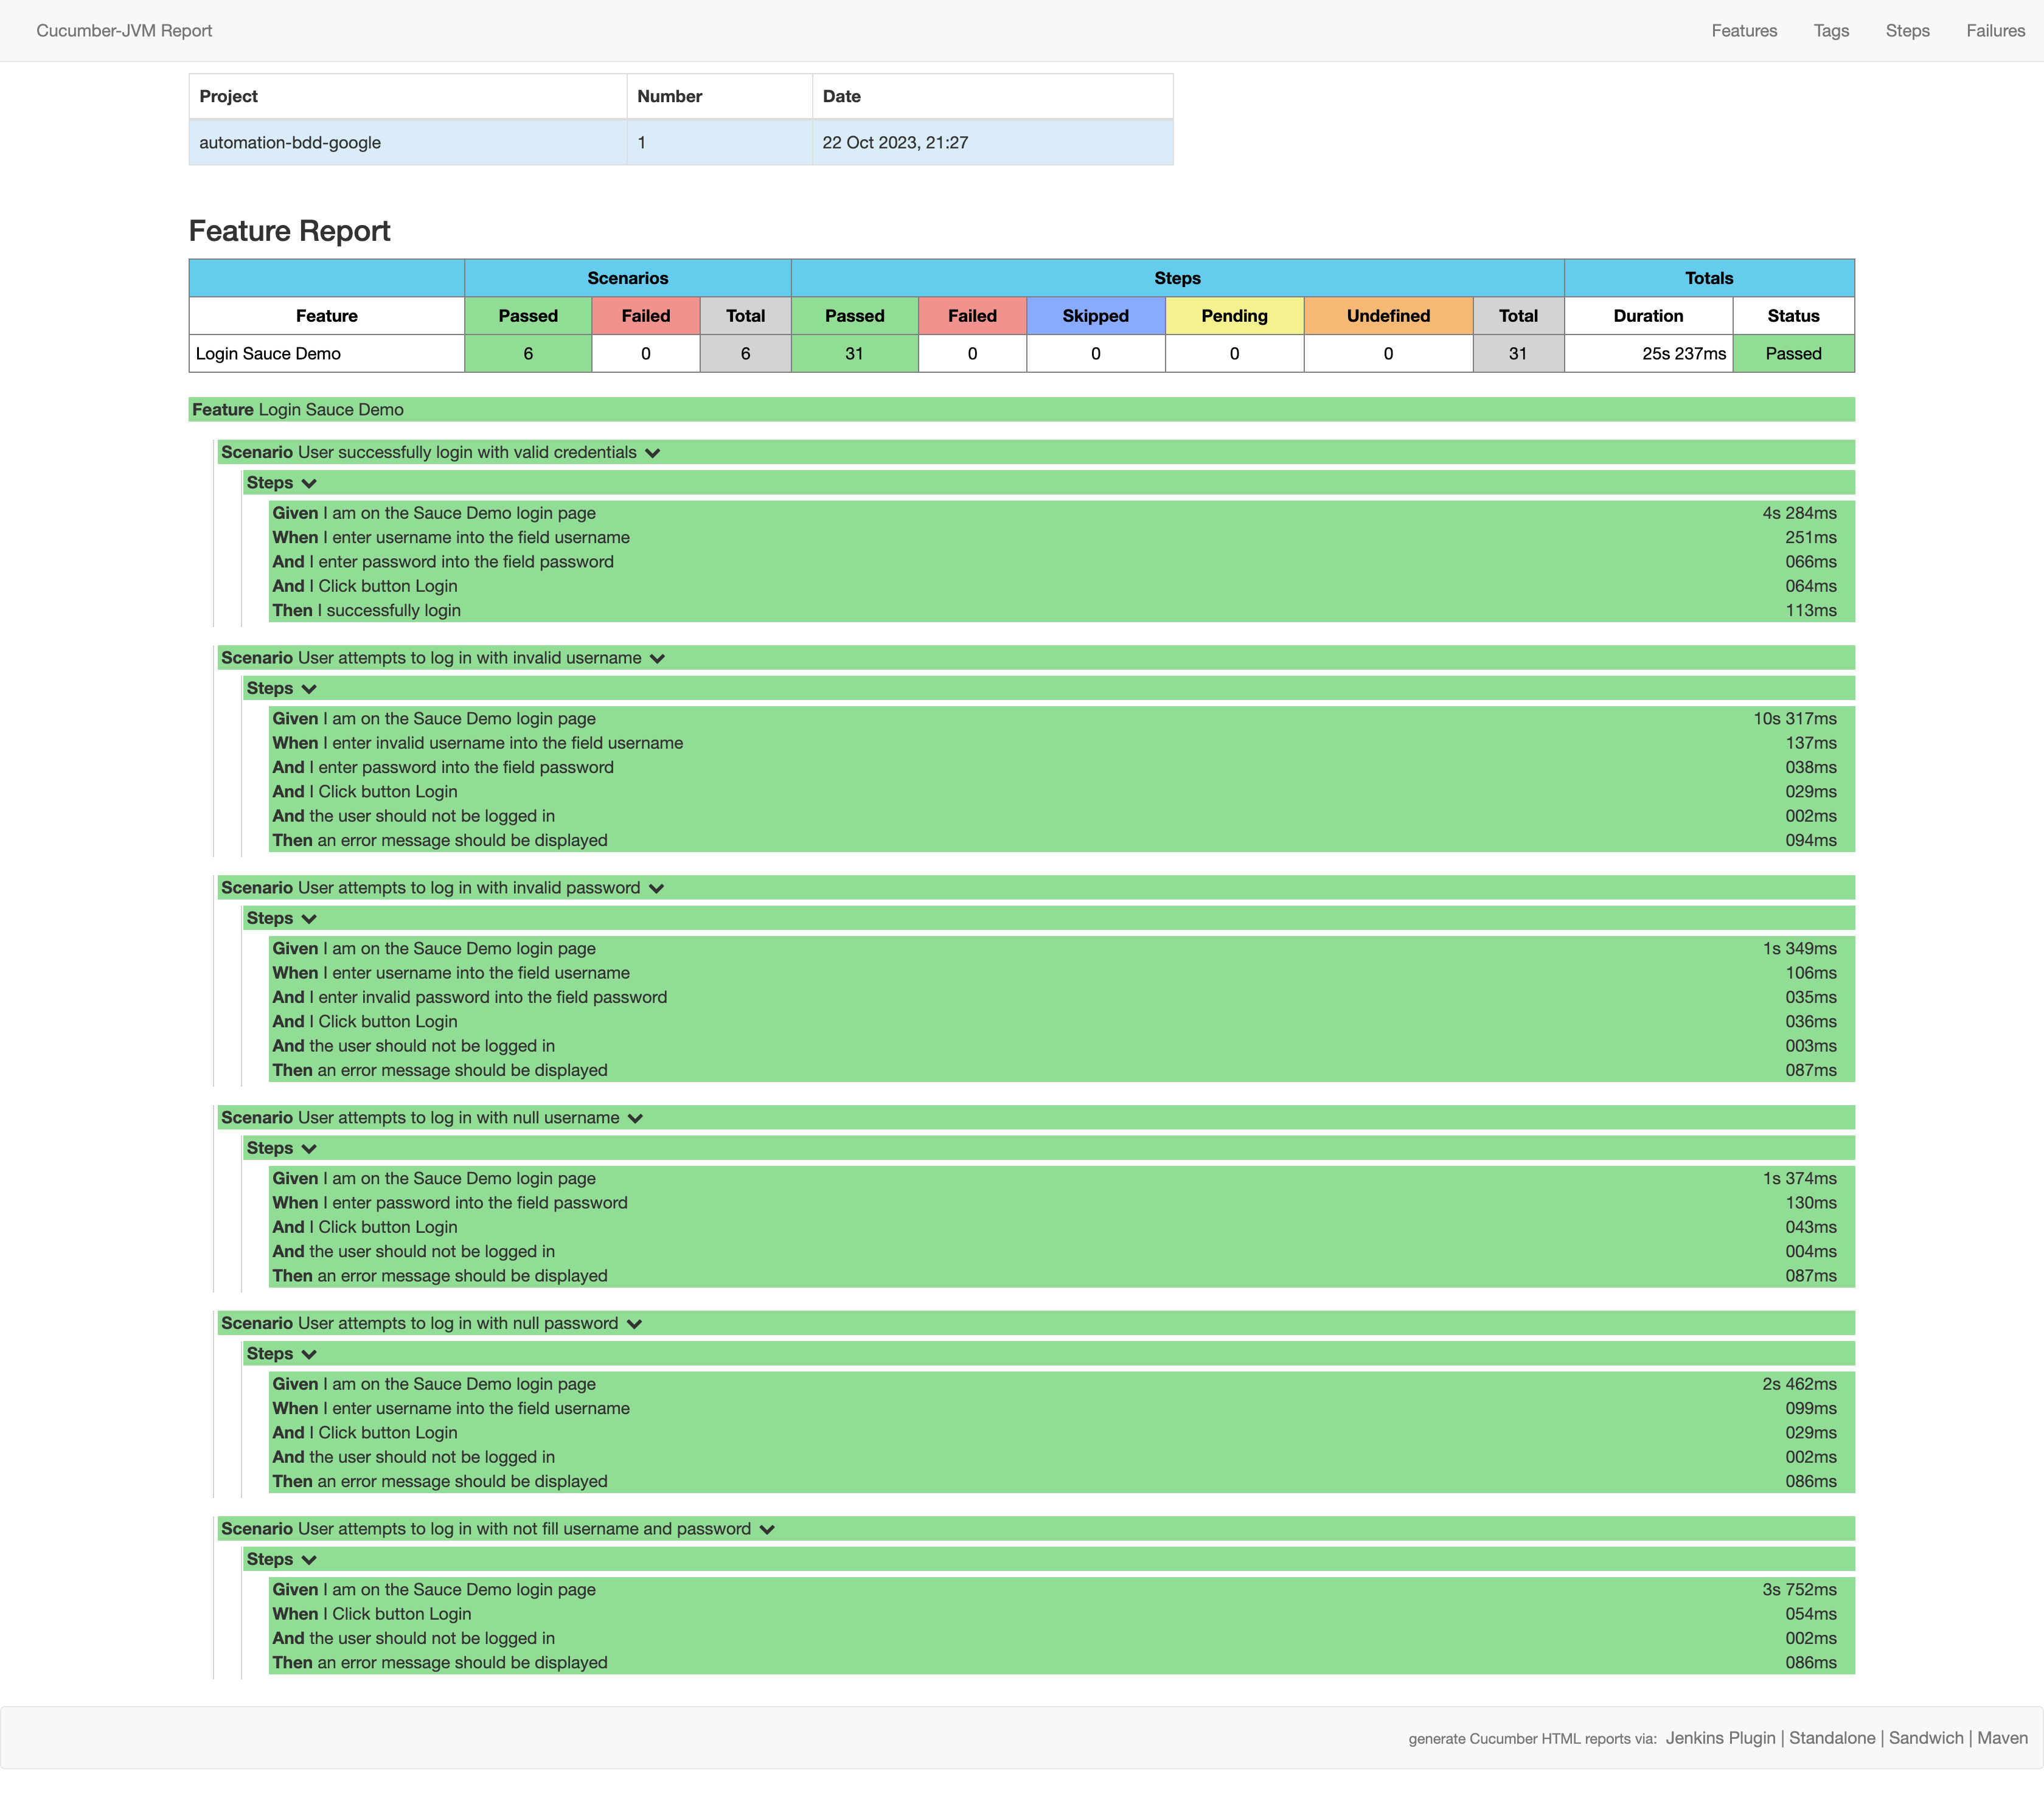 Cucumber-JVM Report Features Tags Steps Failures
Project Number Date
automation-bdd-google 1 22 Oct 2023, 21:27
Feature Report
Scenarios Steps Totals
Feature Passed Failed Total Passed Failed Skipped Pending Undefined Total Duration Status
Login Sauce Demo 6 0 6 31 0 0 0 0 31 25s 237ms Passed
Feature Login Sauce Demo
Scenario User successfully login with valid credentials
Steps
Given I am on the Sauce Demo login page 4s 284ms
When I enter username into the field username 251ms
And I enter password into the field password 066ms
And I Click button Login 064ms
Then I successfully login 113ms
Scenario User attempts to log in with invalid username
Steps
Given I am on the Sauce Demo login page 10s 317ms
When I enter invalid username into the field username 137ms
And I enter password into the field password 038ms
And I Click button Login 029ms
And the user should not be logged in 002ms
Then an error message should be displayed 094ms
Scenario User attempts to log in with invalid password
Steps
Given I am on the Sauce Demo login page 1s 349ms
When I enter username into the field username 106ms
And I enter invalid password into the field password 035ms
And I Click button Login 036ms
And the user should not be logged in 003ms
Then an error message should be displayed 087ms
Scenario User attempts to log in with null username
Steps
Given I am on the Sauce Demo login page 1s 374ms
When I enter password into the field password 130ms
And I Click button Login 043ms
And the user should not be logged in 004ms
Then an error message should be displayed 087ms
Scenario User attempts to log in with null password
Steps
Given I am on the Sauce Demo login page 2s 462ms
When I enter username into the field username 099ms
And I Click button Login 029ms
And the user should not be logged in 002ms
Then an error message should be displayed 086ms
Scenario User attempts to log in with not fill username and password
Steps
Given I am on the Sauce Demo login page 3s 752ms
When I Click button Login 054ms
And the user should not be logged in 002ms
Then an error message should be displayed 086ms
generate Cucumber HTML reports via: Jenkins Plugin | Standalone | Sandwich | Maven